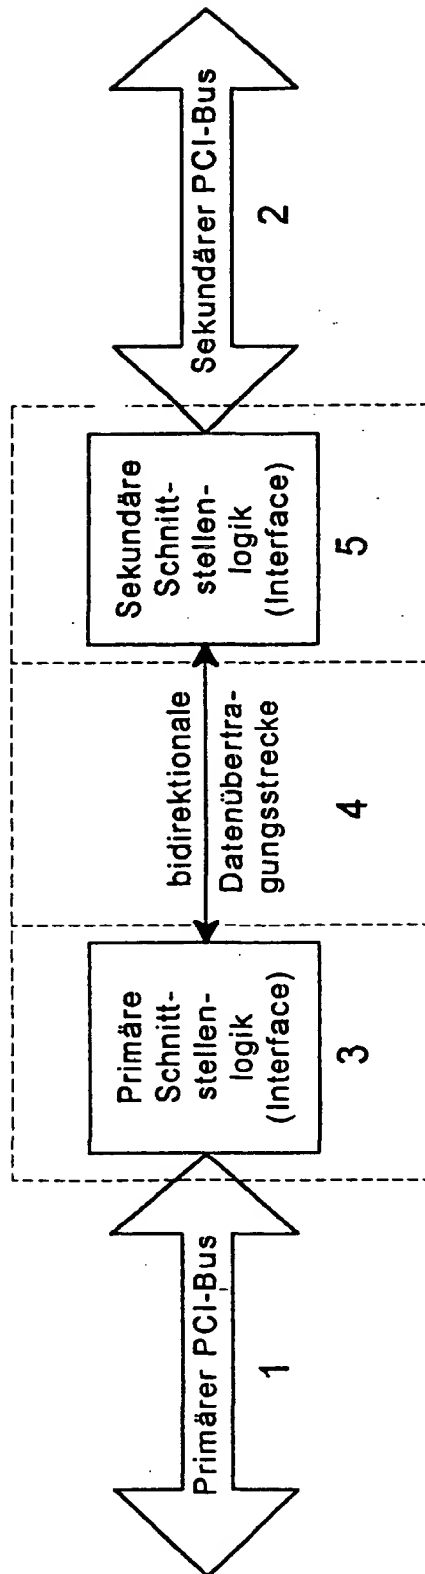 Primärer PCI-Bus
1
Primäre
Schnitt-
stellen-
logik
(Interface)
3
bidirektionale
Datenübertra-
gungsstrecke
4
Sekundäre
Schnitt-
stellen-
logik
(Interface)
5
Sekundärer PCI-Bus
2